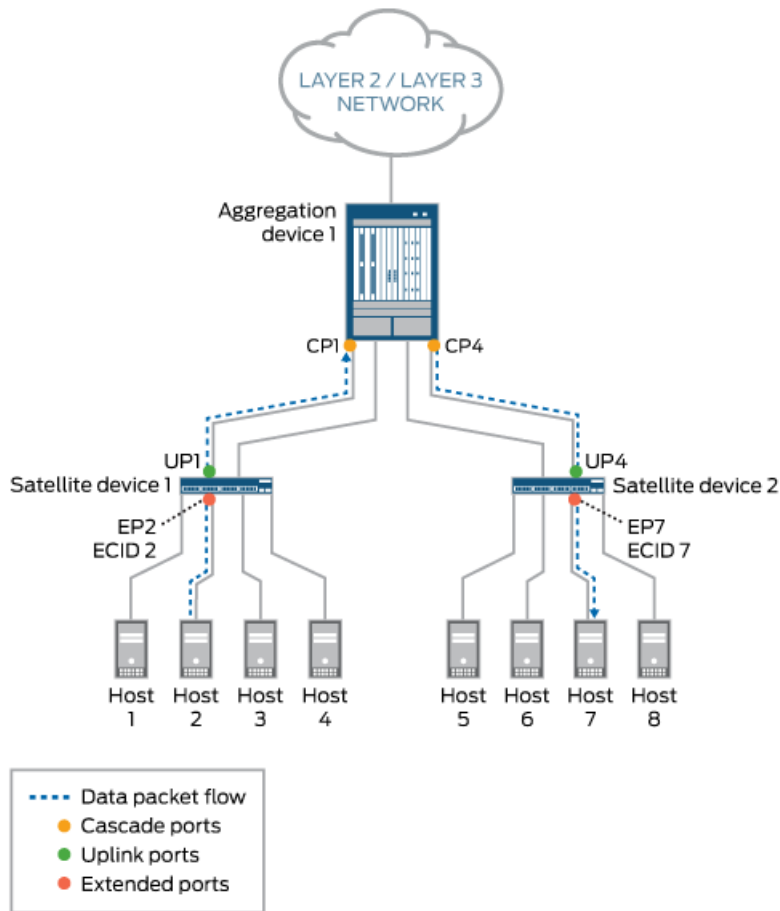 LAYER 2 / LAYER 3
NETWORK
Aggregation
device 1
CP1
CP4
UP1
UP4
Satellite device 1
Satellite device 2
EP2
ECID 2
EP7
ECID 7
Host
1
Host
2
Host
3
Host
4
Host
5
Host
6
Host
7
Host
8
Data packet flow
Cascade ports
Uplink ports
Extended ports